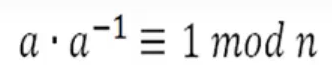 a · a⁻¹ ≡ 1 mod n